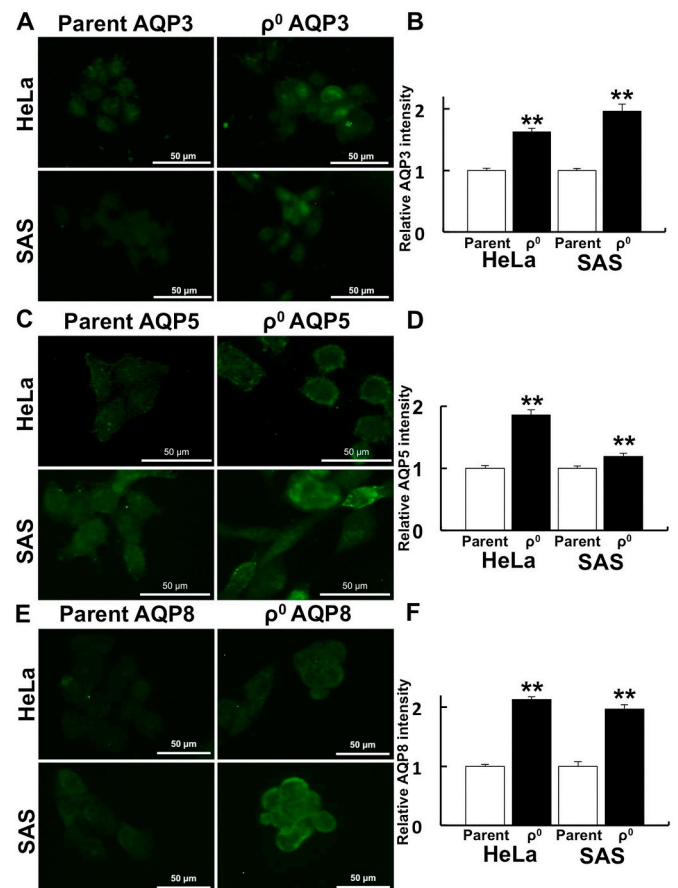 A
Parent AQP3
ρ⁰ AQP3
HeLa
50 µm
50 µm
SAS
50 µm
50 µm
B
Relative AQP3 intensity
2
1
0
**
**
Parent ρ⁰ Parent ρ⁰
HeLa SAS
C
Parent AQP5
ρ⁰ AQP5
HeLa
50 µm
50 µm
SAS
50 µm
50 µm
D
Relative AQP5 intensity
2
1
0
**
**
Parent ρ⁰ Parent ρ⁰
HeLa SAS
E
Parent AQP8
ρ⁰ AQP8
HeLa
50 µm
50 µm
SAS
50 µm
50 µm
F
Relative AQP8 intensity
2
1
0
**
**
Parent ρ⁰ Parent ρ⁰
HeLa SAS